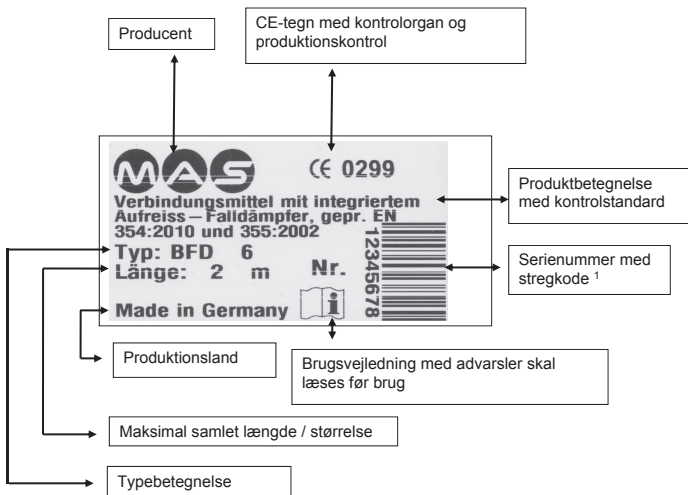 Producent
CE-tegn med kontrolorgan og
produktionskontrol
MAS
CE 0299
Verbindungsmittel mit integriertem
Aufreiss – Falldämpfer, gepr. EN
354:2010 und 355:2002
Typ: BFD 6
Länge: 2 m
Nr.
12345678
Made in Germany
i
Produktbetegnelse
med kontrolstandard
Serienummer med
stregkode 1
Produktionsland
Brugsvejledning med advarsler skal
læses før brug
Maksimal samlet længde / størrelse
Typebetegnelse